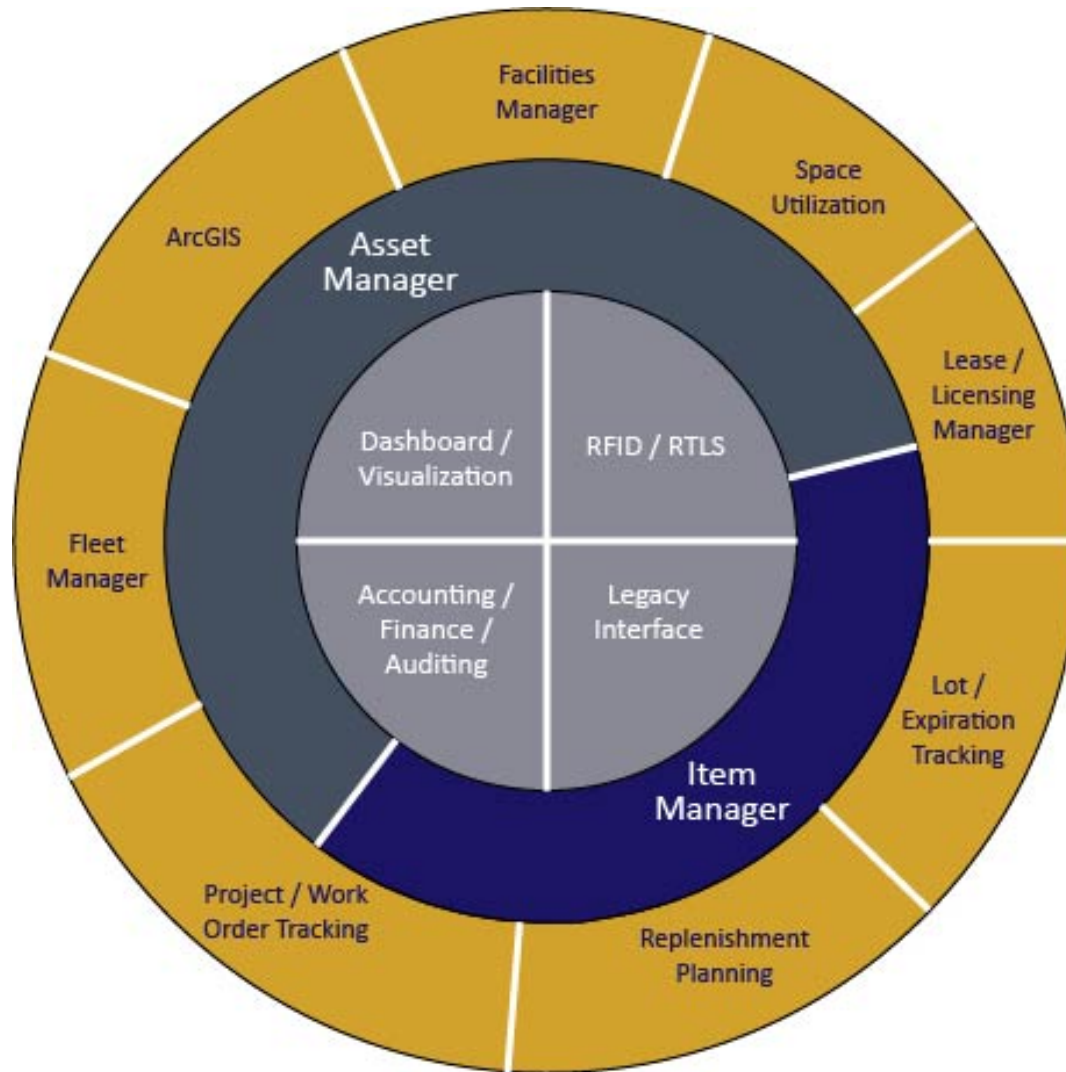 Facilities
Manager
Space
Utilization
ArcGIS
Asset
Manager
Lease /
Licensing
Manager
Dashboard /
Visualization
RFID / RTLS
Fleet
Manager
Accounting /
Finance /
Auditing
Legacy
Interface
Lot /
Expiration
Tracking
Item
Manager
Project / Work
Order Tracking
Replenishment
Planning